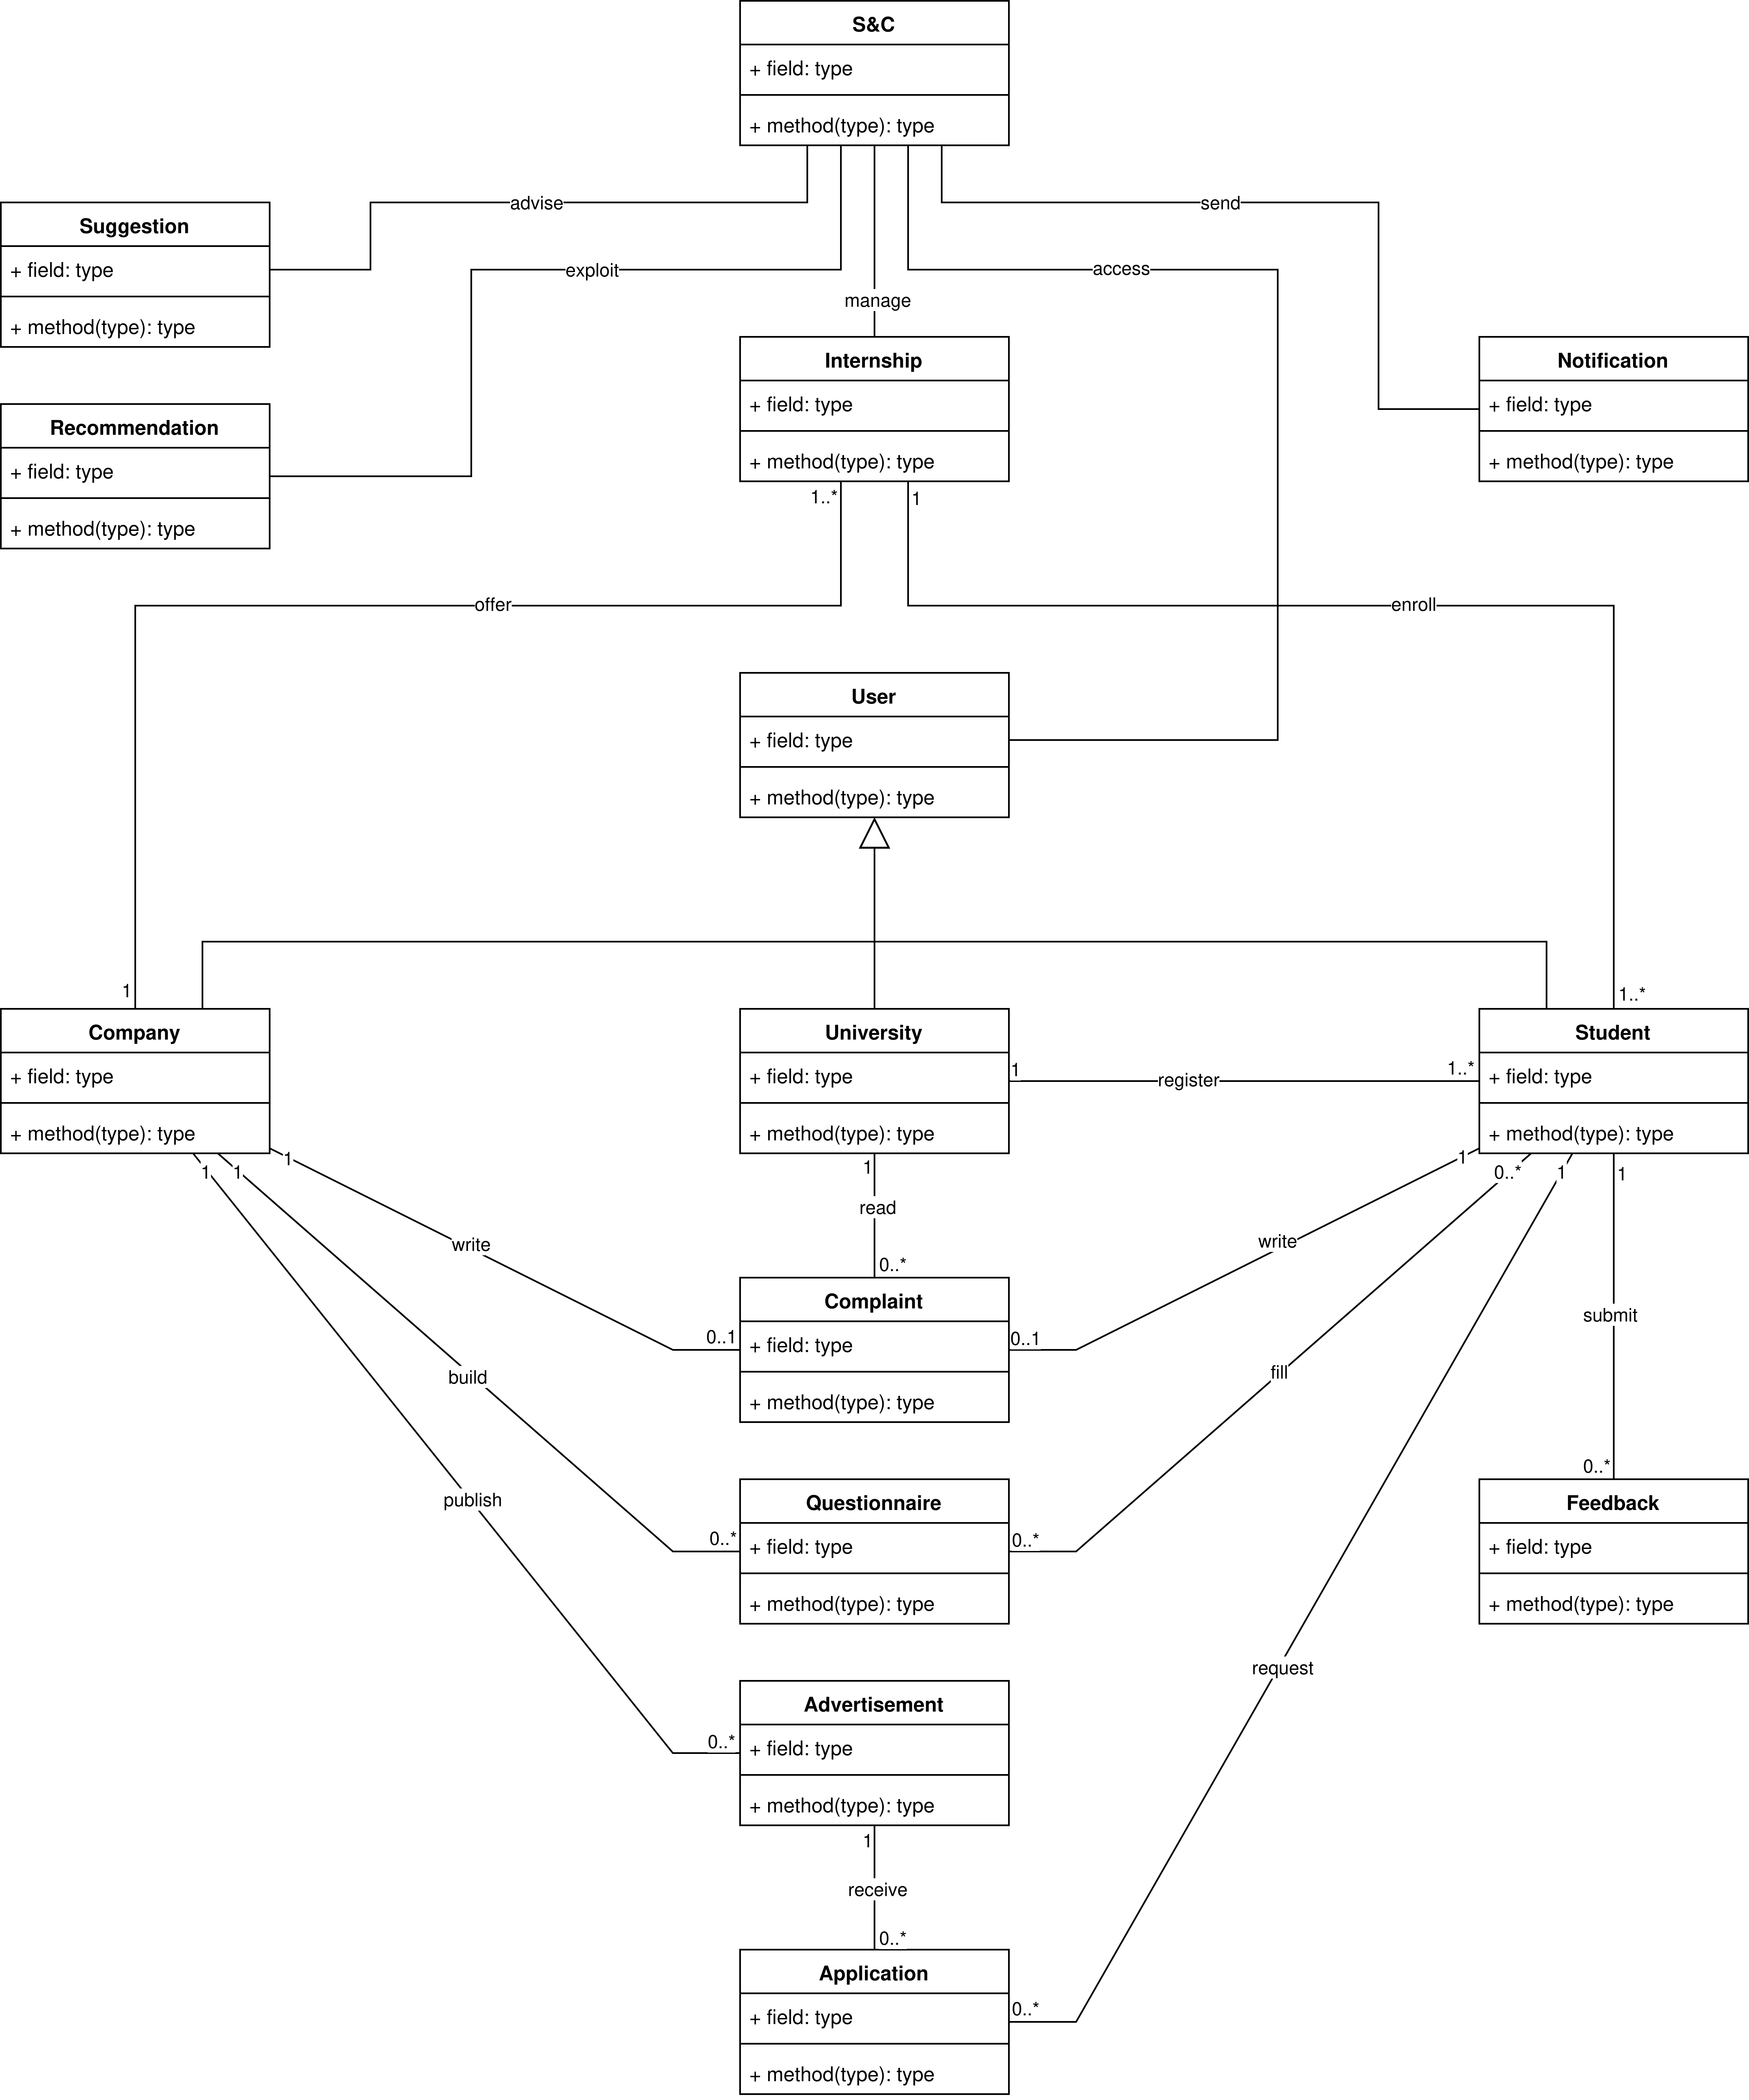 S&C
+ field: type
+ method(type): type
advise
send
Suggestion
+ field: type
+ method(type): type
exploit
access
manage
Internship
+ field: type
+ method(type): type
1..*
1
Notification
+ field: type
+ method(type): type
Recommendation
+ field: type
+ method(type): type
offer
enroll
User
+ field: type
+ method(type): type
1
1..*
Company
+ field: type
+ method(type): type
University
+ field: type
+ method(type): type
Student
+ field: type
+ method(type): type
1
register
1..*
1
1
1
1
1
0..*
1
1
read
write
write
0..*
Complaint
+ field: type
+ method(type): type
0..1
0..1
submit
build
fill
0..*
publish
Questionnaire
+ field: type
+ method(type): type
0..*
0..*
Feedback
+ field: type
+ method(type): type
request
Advertisement
+ field: type
+ method(type): type
0..*
1
receive
0..*
Application
+ field: type
+ method(type): type
0..*